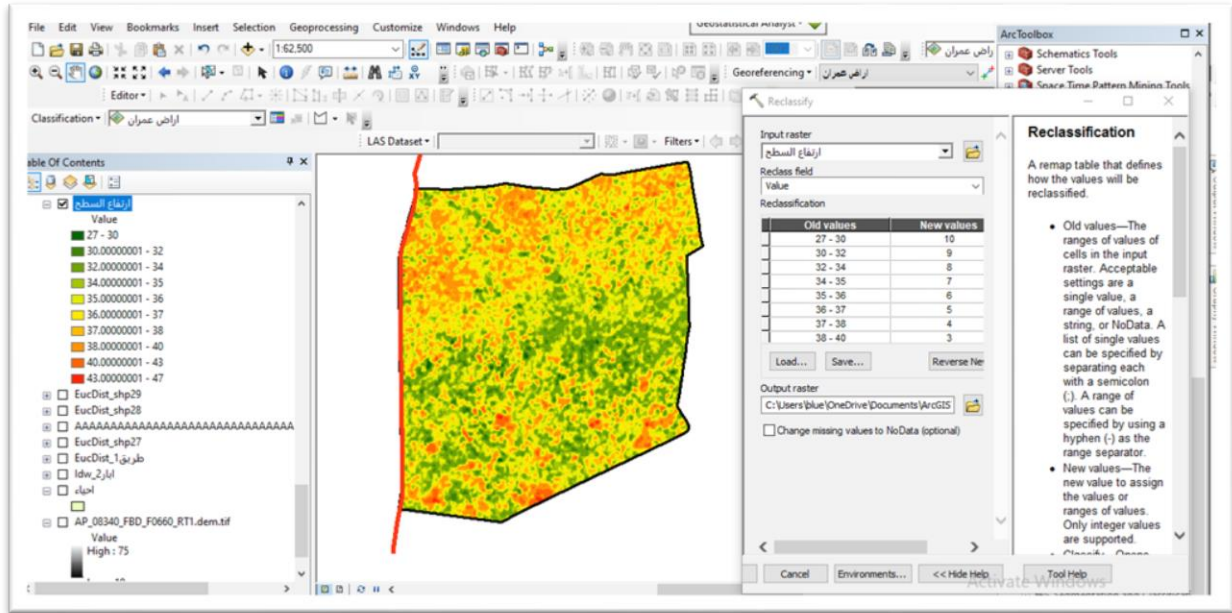 File Edit View Bookmarks Insert Selection Geoprocessing Customize Windows Help
Geostatistical Analyst
1:62,500
اراض عمران
Georeferencing
اراض عمران
Editor
Classification
اراض عمران
LAS Dataset
Filters
ArcToolbox
Schematics Tools
Server Tools
Space Time Pattern Mining Tools
able Of Contents
ارتفاع السطح
Value
27 - 30
30.00000001 - 32
32.00000001 - 34
34.00000001 - 35
35.00000001 - 36
36.00000001 - 37
37.00000001 - 38
38.00000001 - 40
40.00000001 - 43
43.00000001 - 47
EucDist_shp29
EucDist_shp28
EucDist_shp27
EucDist_1طريق
Idw_2ابار
احياء
AP_08340_FBD_F0660_RT1.dem.tif
Value
High : 75
Reclassify
Input raster
ارتفاع السطح
Reclass field
Value
Reclassification
Old values New values
27 - 30 10
30 - 32 9
32 - 34 8
34 - 35 7
35 - 36 6
36 - 37 5
37 - 38 4
38 - 40 3
Load... Save... Reverse Ne
Output raster
C:\Users\blue\OneDrive\Documents\ArcGIS
Change missing values to NoData (optional)
Cancel Environments... << Hide Help Tool Help
Reclassification
A remap table that defines
how the values will be
reclassified.
• Old values—The
ranges of values of
cells in the input
raster. Acceptable
settings are a
single value, a
range of values, a
string, or NoData. A
list of single values
can be specified by
separating each
with a semicolon
(;). A range of
values can be
specified by using a
hyphen (-) as the
range separator.
• New values—The
new value to assign
the values or
ranges of values.
Only integer values
are supported.
Activate Windows